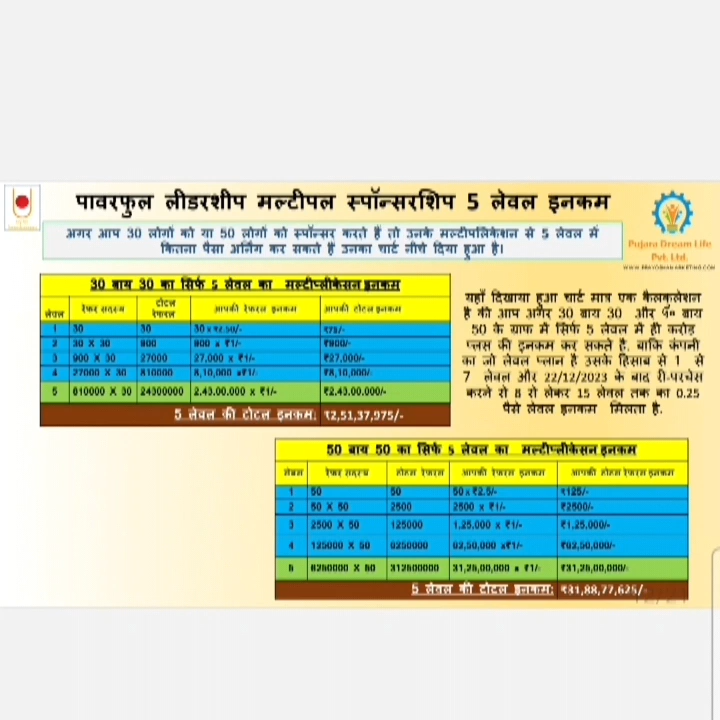 पावरफुल लीडरशीप मल्टीपल स्पॉन्सरशिप 5 लेवल इनकम
अगर आप 30 लोगों को या 50 लोगों को स्पॉन्सर करते हैं तो उनके मल्टीपलिकेशन से 5 लेवल में
कितना पैसा अर्निंग कर सकते हैं उनका चार्ट नीचे दिया हुआ है।
Pujara Dream Life
Pvt. Ltd.
30 बाय 30 का सिर्फ 5 लेवल का मल्टीप्लीकेसन इनकम
लेवल रेफर सदस्य टोटल रेफरल आपकी रेफरल इनकम आपकी टोटल इनकम
1 30 30 30 x ₹2.50/- ₹75/-
2 30 X 30 900 900 x ₹1/- ₹900/-
3 900 X 30 27000 27,000 x ₹1/- ₹27,000/-
4 27000 X 30 810000 8,10,000 x₹1/- ₹8,10,000/-
5 810000 X 30 24300000 2,43,00,000 x ₹1/- ₹2,43,00,000/-
5 लेवल की टोटल इनकम: ₹2,51,37,975/-
यहाँ दिखाया हुआ चार्ट मात्र एक कैलकुलेशन
है की आप अगर 30 बाय 30 और 50 बाय
50 के ग्राफ में सिर्फ 5 लेवल में ही करोड़
प्लस की इनकम कर सकते है. बाकि कंपनी
का जो लेवल प्लान है उसके हिसाब से 1 से
7 लेवल और 22/12/2023 के बाद री-परचेस
करने से 8 से लेकर 15 लेवल तक का 0.25
पैसे लेवल इनकम मिलता है.
50 बाय 50 का सिर्फ 5 लेवल का मल्टीप्लीकेसन इनकम
लेवल रेफर सदस्य टोटल रेफरल आपकी रेफरल इनकम आपकी टोटल रेफरल इनकम
1 50 50 50 x ₹2.5/- ₹125/-
2 50 X 50 2500 2500 x ₹1/- ₹2500/-
3 2500 X 50 125000 1,25,000 x ₹1/- ₹1,25,000/-
4 125000 X 50 6250000 62,50,000 x₹1/- ₹62,50,000/-
5 6250000 X 50 312500000 31,25,00,000 x ₹1/- ₹31,25,00,000/-
5 लेवल की टोटल इनकम: ₹31,88,77,625/-